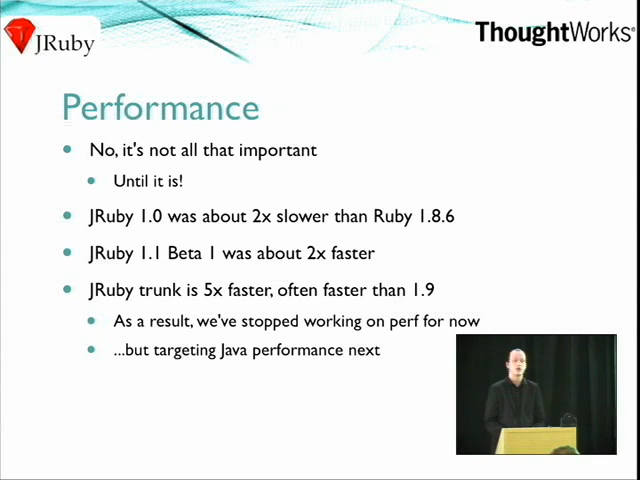 JRuby
ThoughtWorks®
Performance
No, it's not all that important
Until it is!
JRuby 1.0 was about 2x slower than Ruby 1.8.6
JRuby 1.1 Beta 1 was about 2x faster
JRuby trunk is 5x faster, often faster than 1.9
As a result, we've stopped working on perf for now
...but targeting Java performance next